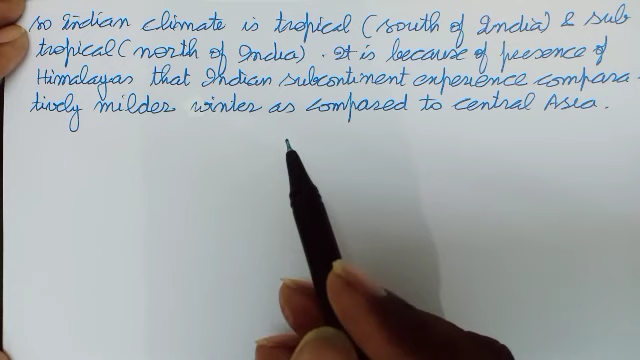 so Indian climate is tropical (south of India) & sub
tropical (north of India). It is because of presence of
Himalayas that Indian subcontinent experience compara-
tively milder winter as compared to central Asia.